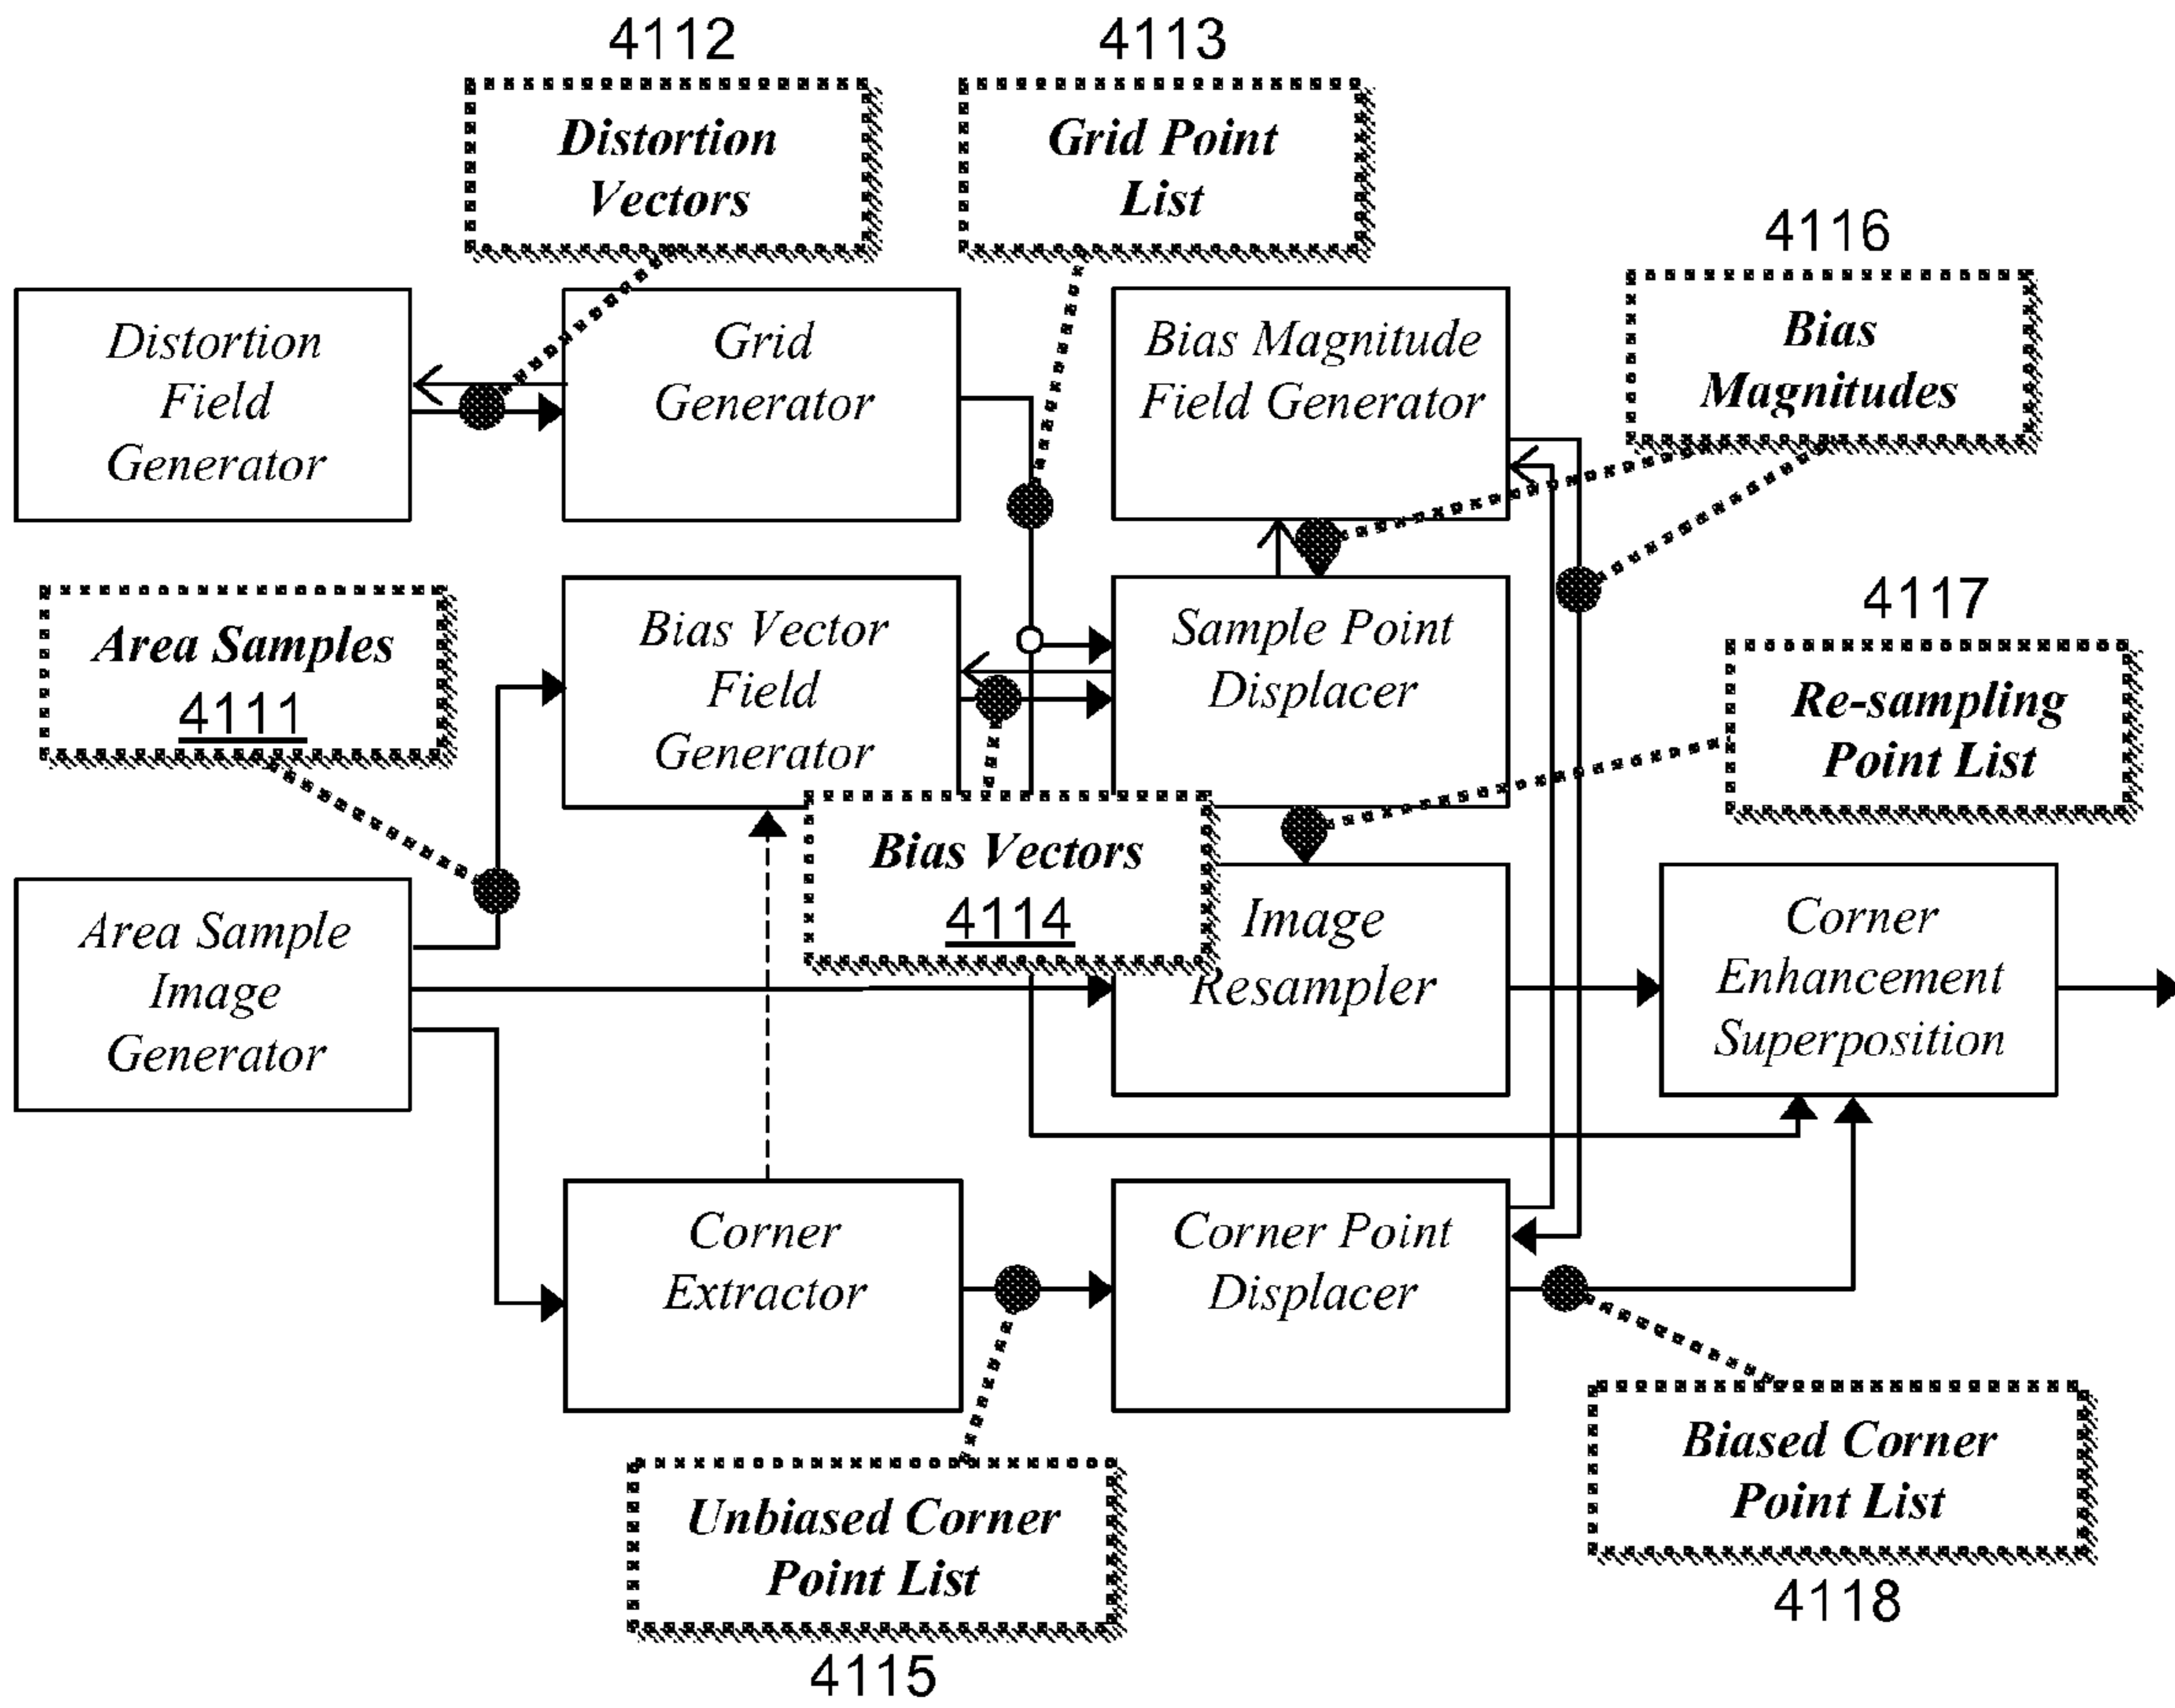 4112
Distortion
Vectors
4113
Grid Point
List
4116
Bias
Magnitudes
Distortion
Field
Generator
Grid
Generator
Bias Magnitude
Field Generator
Area Samples
4111
Bias Vector
Field
Generator
Sample Point
Displacer
4117
Re-sampling
Point List
Bias Vectors
4114
Area Sample
Image
Generator
Image
Resampler
Corner
Enhancement
Superposition
Corner
Extractor
Corner Point
Displacer
Unbiased Corner
Point List
4115
Biased Corner
Point List
4118